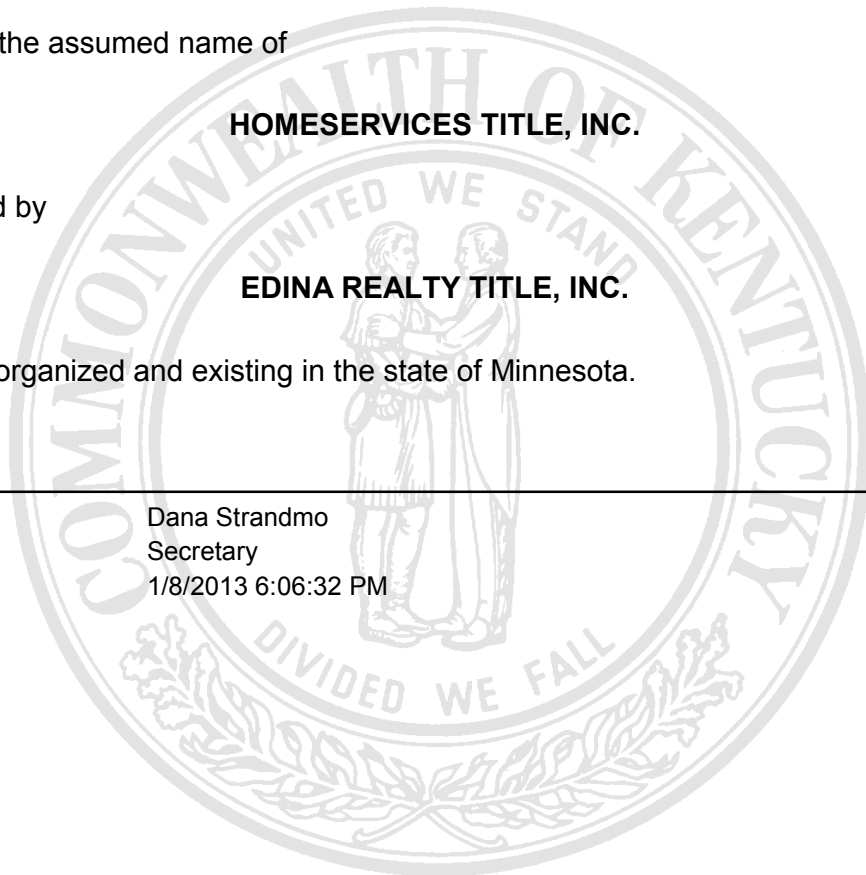 the assumed name of
HOMESERVICES TITLE, INC.
d by
EDINA REALTY TITLE, INC.
organized and existing in the state of Minnesota.
Dana Strandmo
Secretary
1/8/2013 6:06:32 PM
COMMONWEALTH OF KENTUCKY
UNITED WE STAND
DIVIDED WE FALL